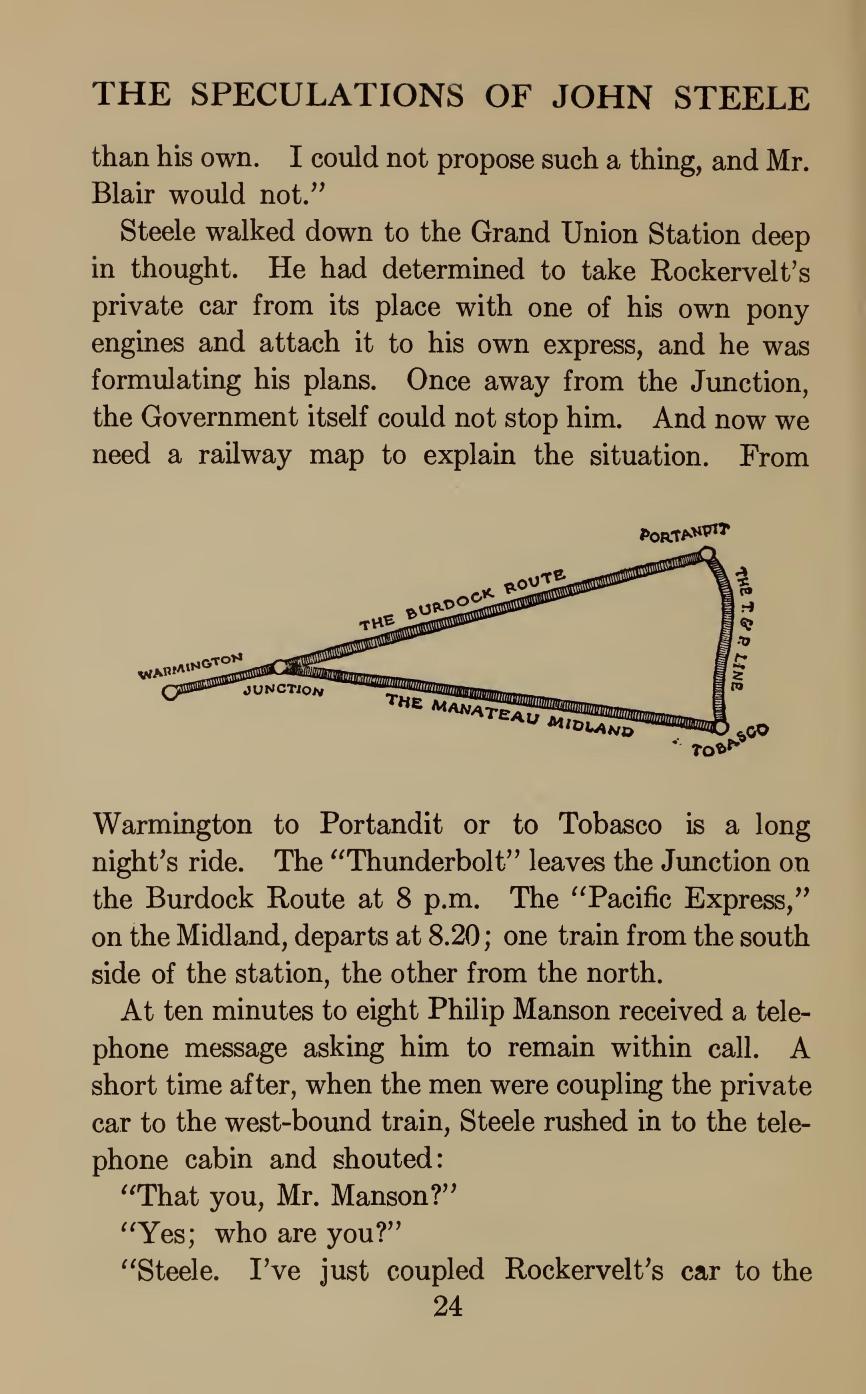 THE SPECULATIONS OF JOHN STEELE
than his own. I could not propose such a thing, and Mr.
Blair would not."
Steele walked down to the Grand Union Station deep
in thought. He had determined to take Rockervelt's
private car from its place with one of his own pony
engines and attach it to his own express, and he was
formulating his plans. Once away from the Junction,
the Government itself could not stop him. And now we
need a railway map to explain the situation. From
PORTANDIT
THE BURDOCK ROUTE
THE T. & P. LINE
WARMINGTON
JUNCTION
THE MANATEAU MIDLAND
TOBASCO
Warmington to Portandit or to Tobasco is a long
night's ride. The "Thunderbolt" leaves the Junction on
the Burdock Route at 8 p.m. The "Pacific Express,"
on the Midland, departs at 8.20; one train from the south
side of the station, the other from the north.
At ten minutes to eight Philip Manson received a tele-
phone message asking him to remain within call. A
short time after, when the men were coupling the private
car to the west-bound train, Steele rushed in to the tele-
phone cabin and shouted:
"That you, Mr. Manson?"
"Yes; who are you?"
"Steele. I've just coupled Rockervelt's car to the
24